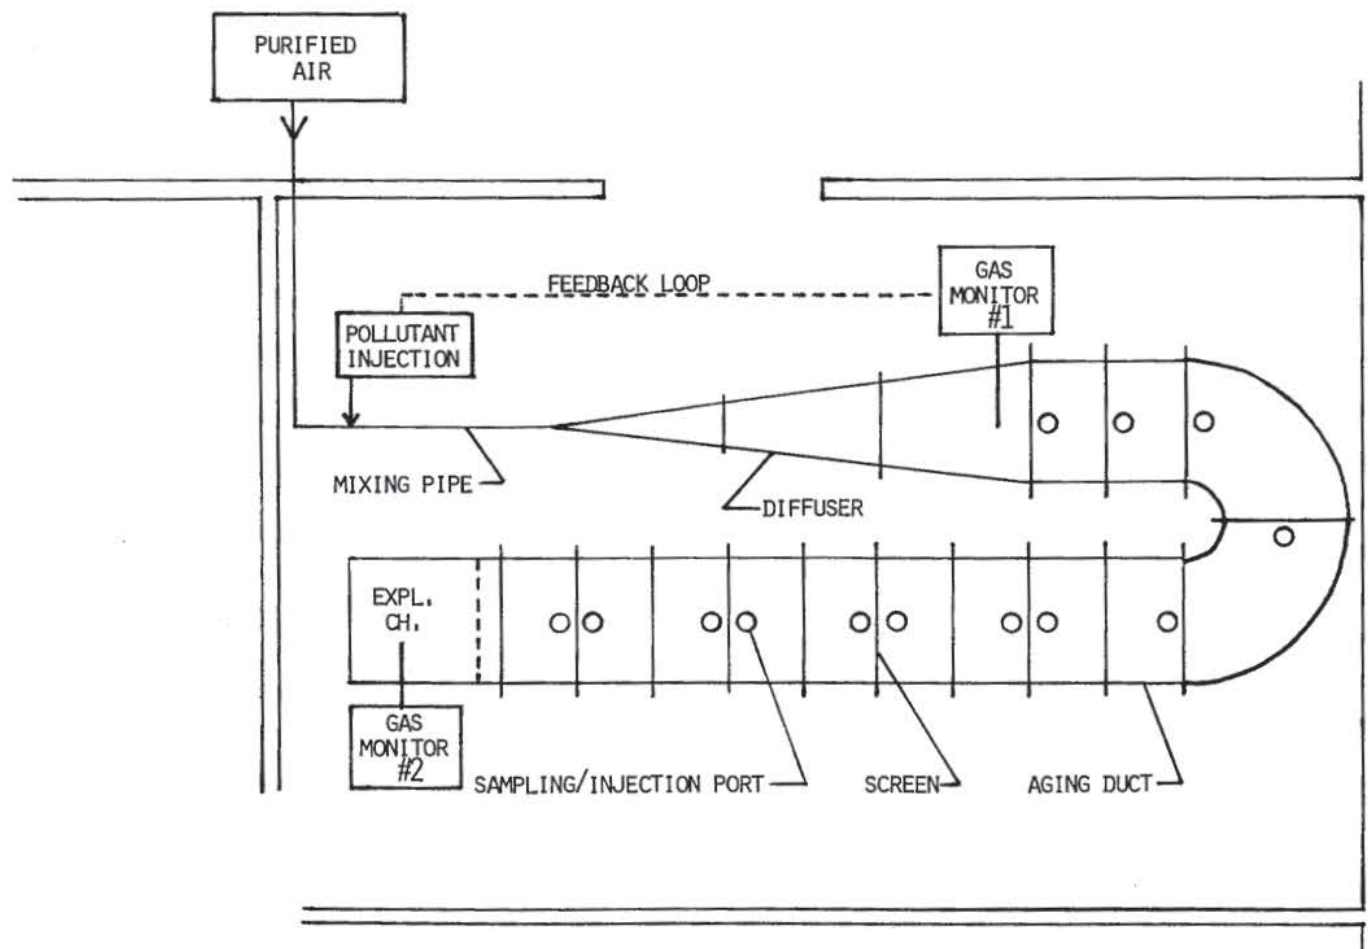 PURIFIED
AIR
FEEDBACK LOOP
GAS
MONITOR
#1
POLLUTANT
INJECTION
MIXING PIPE
DIFFUSER
EXPL.
CH.
GAS
MONITOR
#2
SAMPLING/INJECTION PORT
SCREEN
AGING DUCT